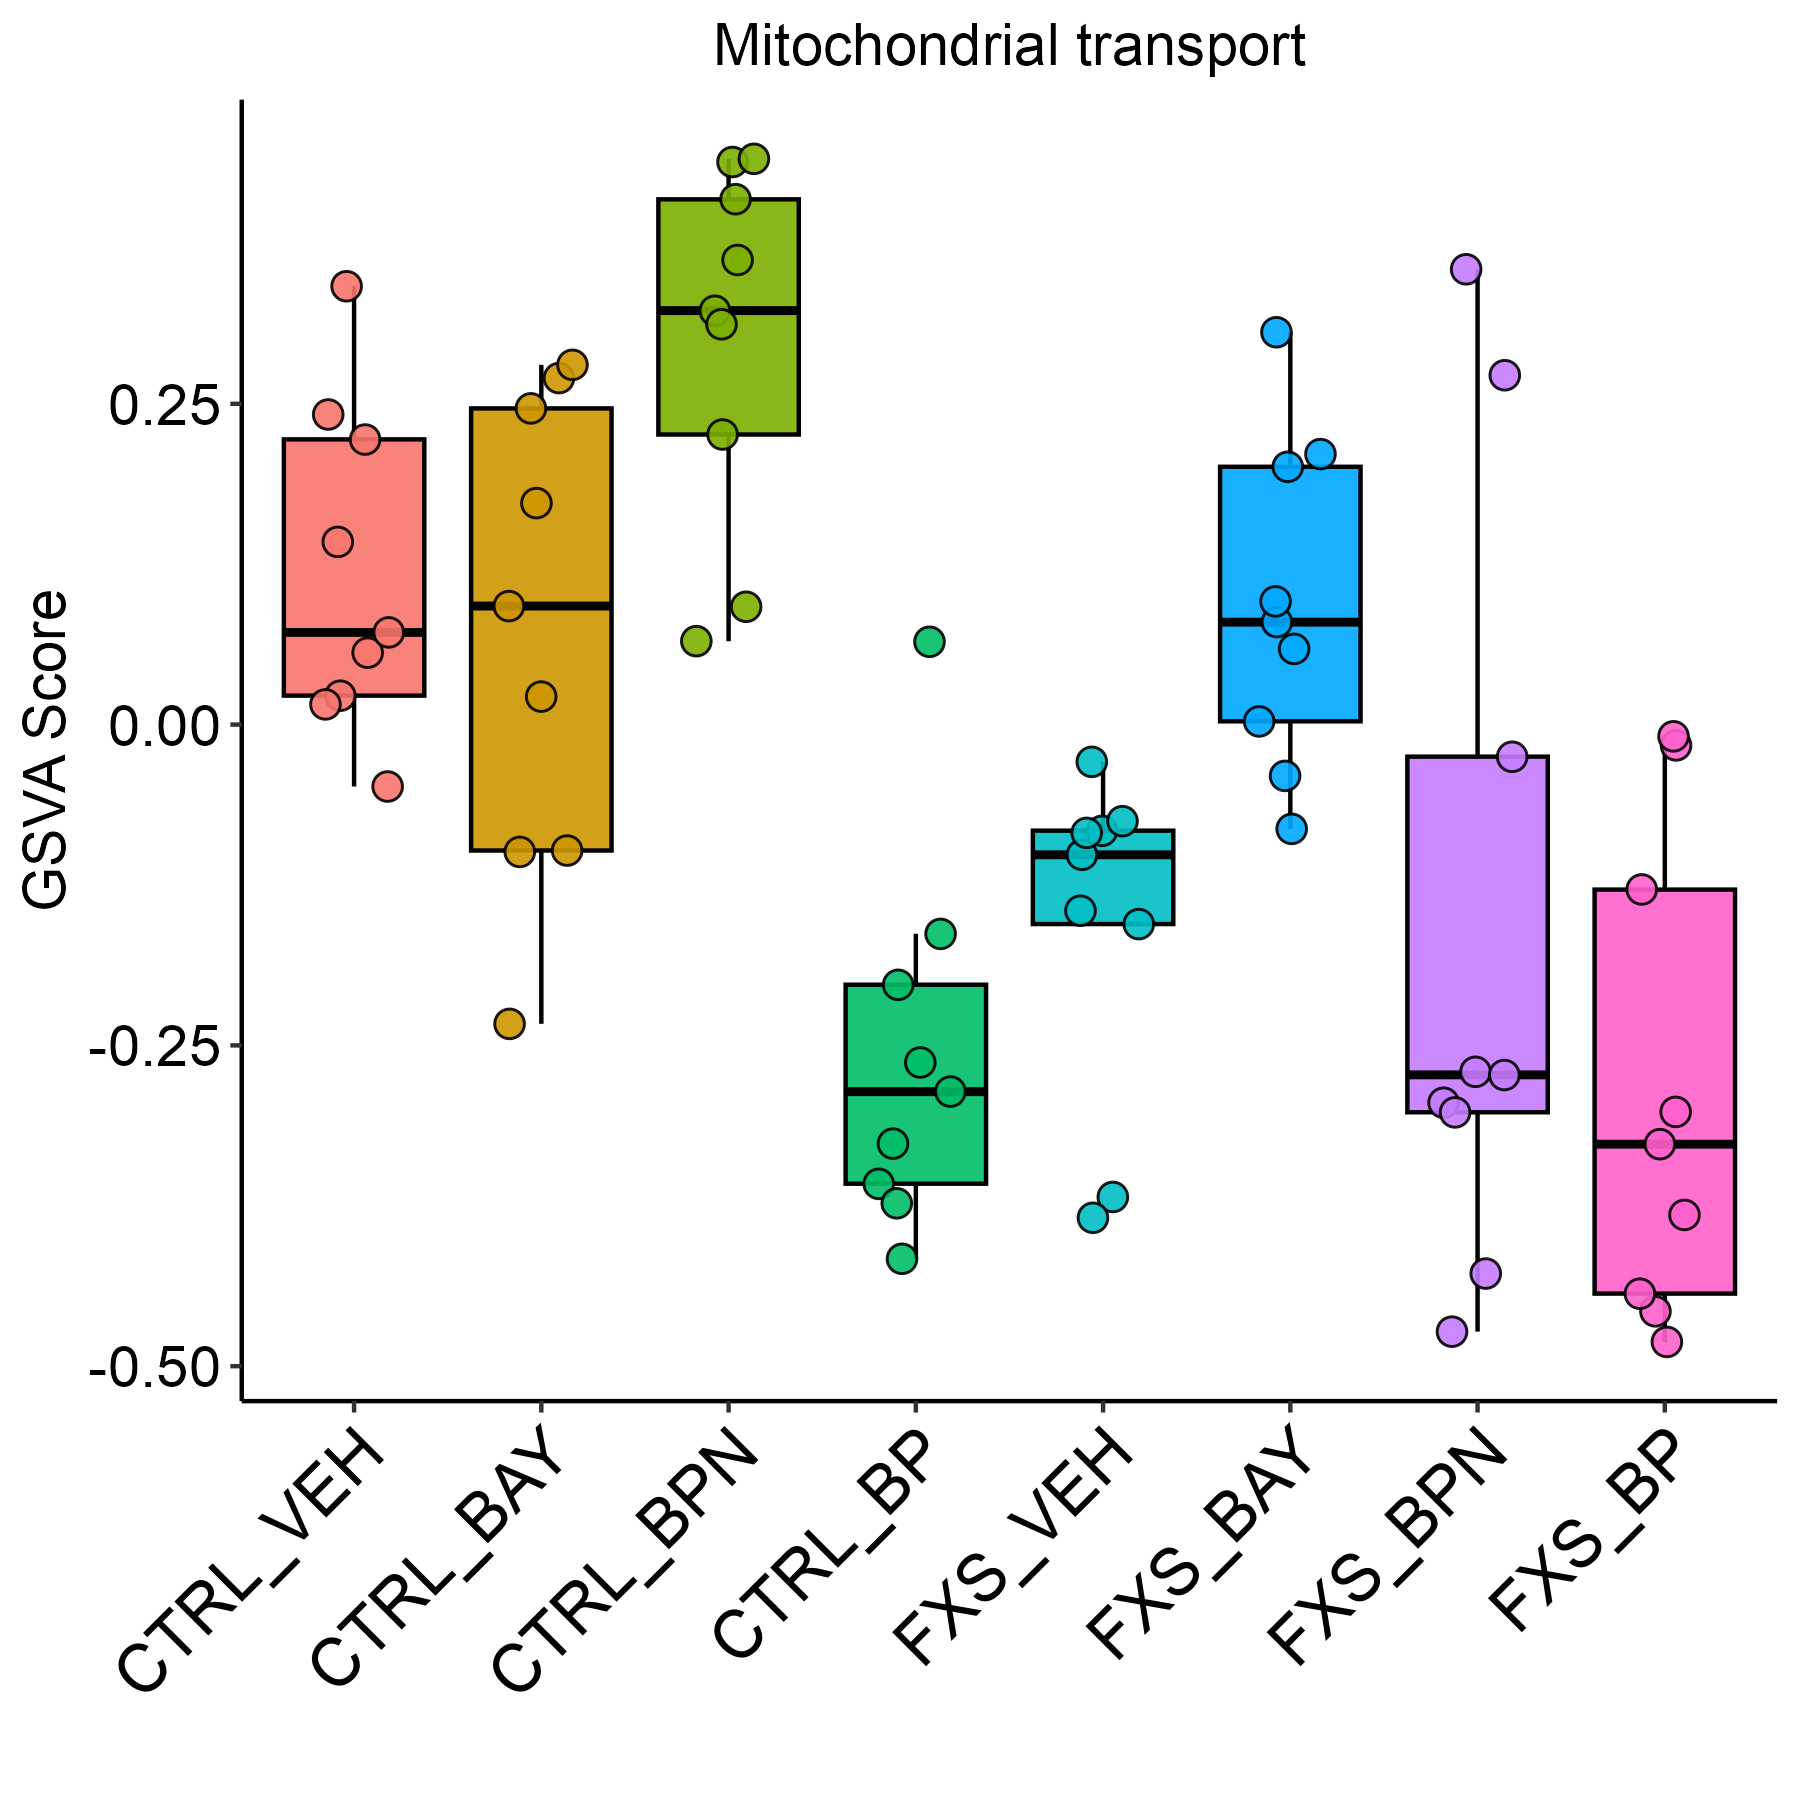 Mitochondrial transport
GSVA Score
0.25
0.00
-0.25
-0.50
CTRL_VEH
CTRL_BAY
CTRL_BPN
CTRL_BP
FXS_VEH
FXS_BAY
FXS_BPN
FXS_BP